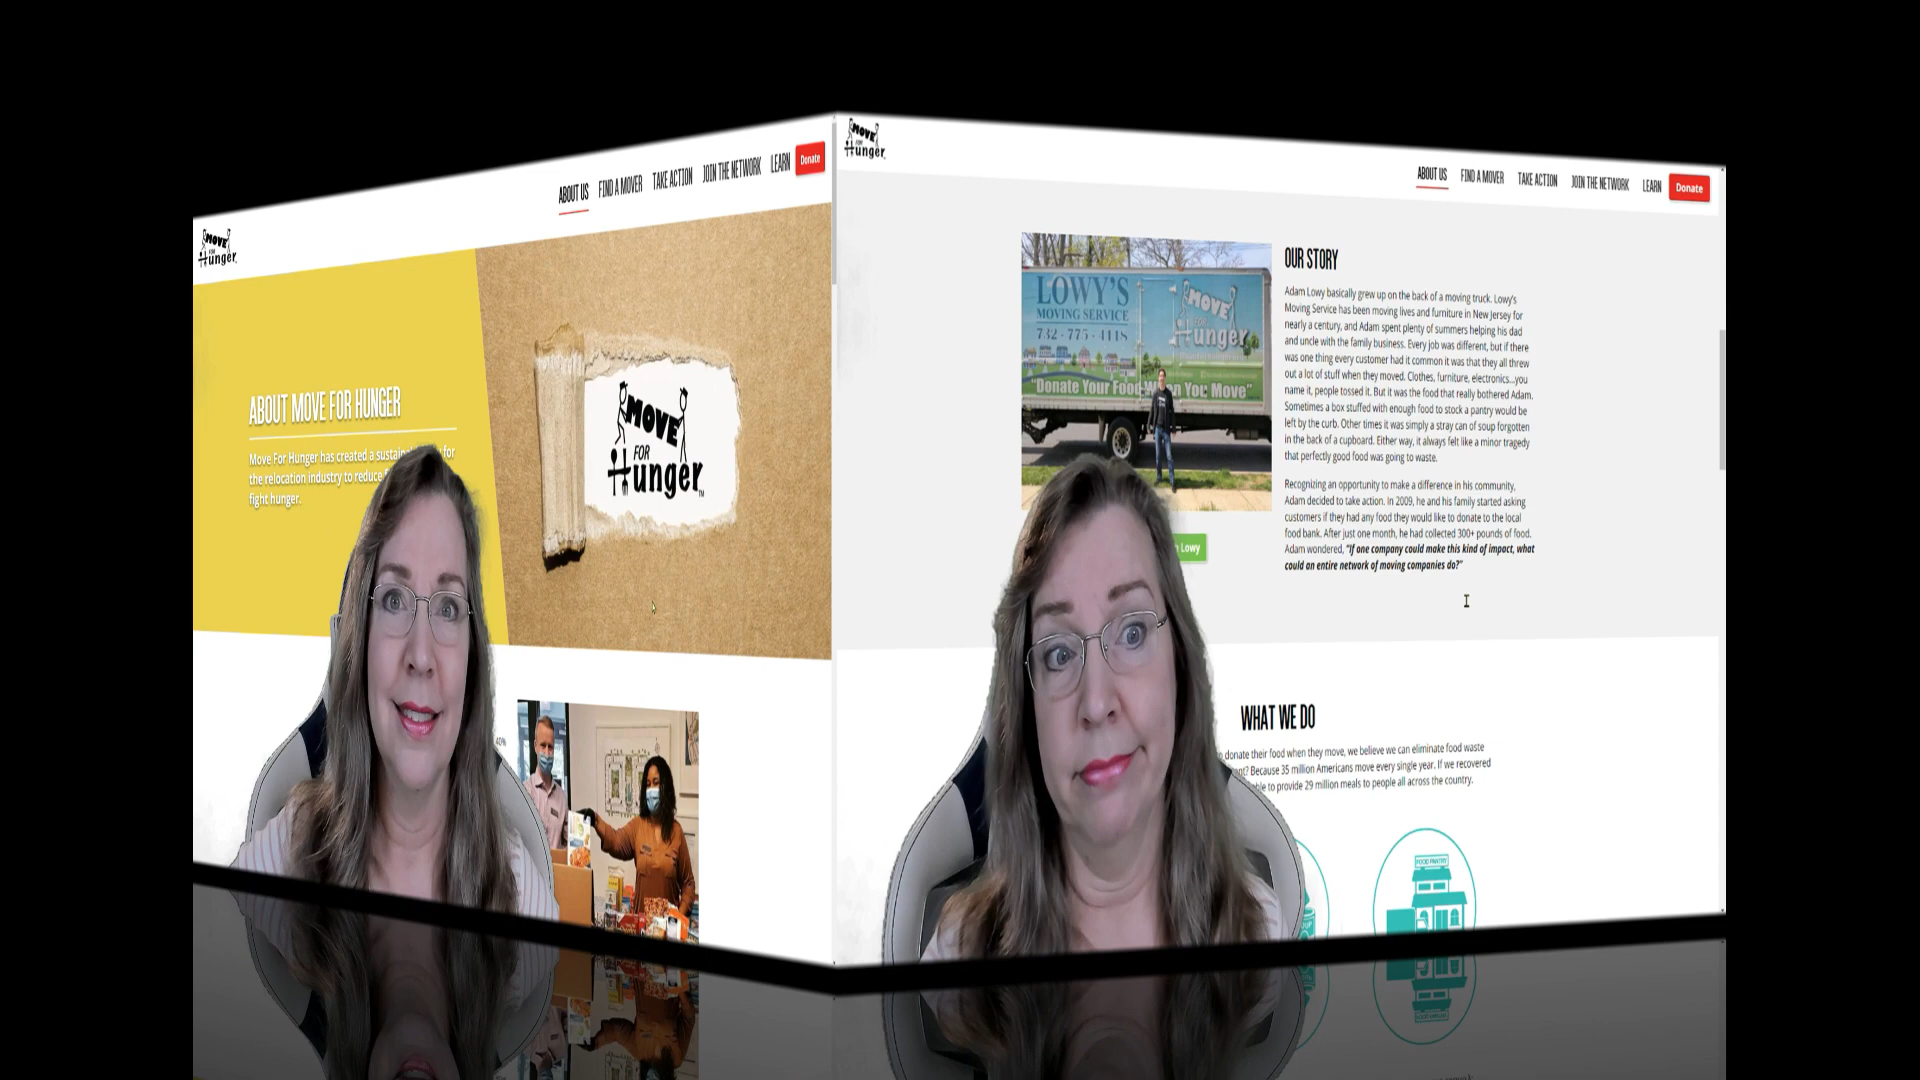 MOVE
FOR
Hunger
ABOUT US FIND A MOVER TAKE ACTION JOIN THE NETWORK LEARN Donate
ABOUT MOVE FOR HUNGER
Move For Hunger has created a for
the relocation industry to reduce
fight hunger.
MOVE
FOR
Hunger™
40%
MOVE
FOR
Hunger
ABOUT US FIND A MOVER TAKE ACTION JOIN THE NETWORK LEARN Donate
LOWY'S
MOVING SERVICE
732-775-4118
MOVE
FOR
Hunger
"Donate Your Food When You Move"
Lowy
OUR STORY
Adam Lowy basically grew up on the back of a moving truck. Lowy's
Moving Service has been moving lives and furniture in New Jersey for
nearly a century, and Adam spent plenty of summers helping his dad
and uncle with the family business. Every job was different, but if there
was one thing every customer had it common it was that they all threw
out a lot of stuff when they moved. Clothes, furniture, electronics...you
name it, people tossed it. But it was the food that really bothered Adam.
Sometimes a box stuffed with enough food to stock a pantry would be
left by the curb. Other times it was simply a stray can of soup forgotten
in the back of a cupboard. Either way, it always felt like a minor tragedy
that perfectly good food was going to waste.
Recognizing an opportunity to make a difference in his community,
Adam decided to take action. In 2009, he and his family started asking
customers if they had any food they would like to donate to the local
food bank. After just one month, he had collected 300+ pounds of food.
Adam wondered, "If one company could make this kind of impact, what
could an entire network of moving companies do?"
WHAT WE DO
donate their food when they move, we believe we can eliminate food waste
Because 35 million Americans move every single year. If we recovered
to provide 29 million meals to people all across the country.
FOOD PANTRY